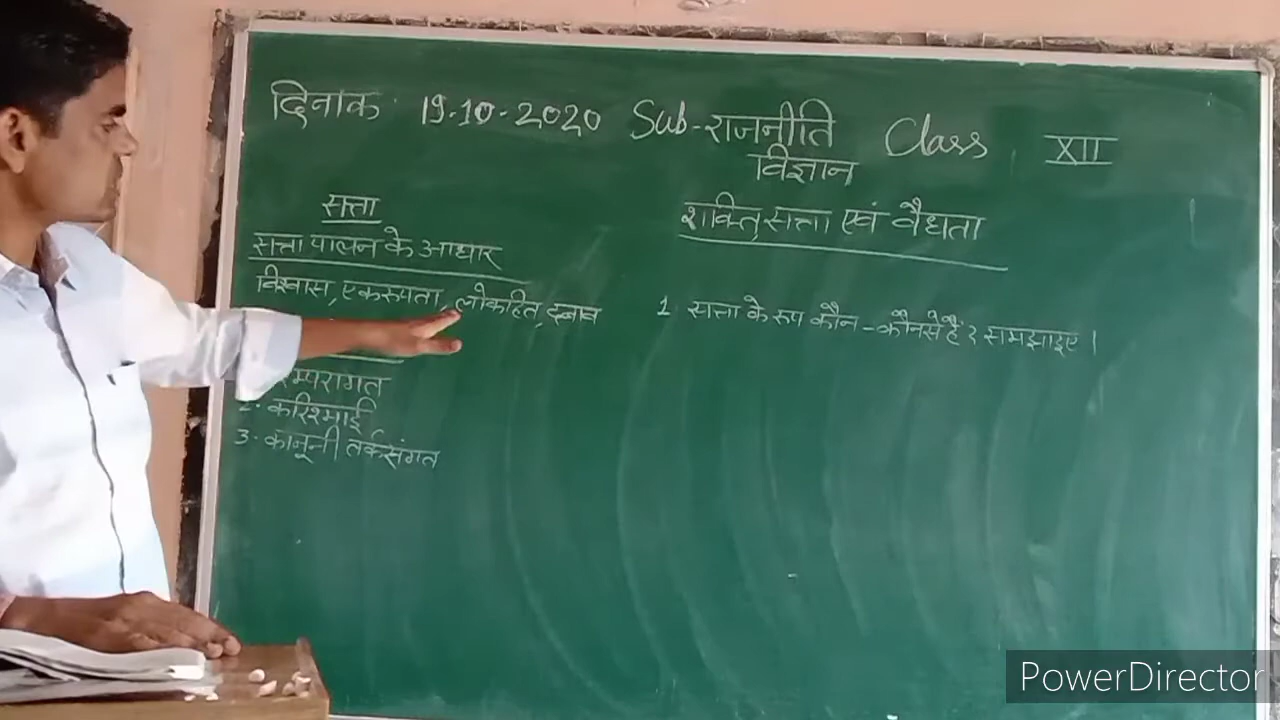 दिनाक 19.10.2020 Sub-राजनीति विज्ञान Class XII
सत्ता
सत्ता पालन के आधार
विश्वास, एकरुपता, लोकहित, दबाव
म्परागत
2. करिश्माई
3. कानूनी तर्कसंगत
शक्ति, सत्ता एवं वैधता
1. सत्ता के रुप कौन-कौनसे हैं? समझाइए।
PowerDirector